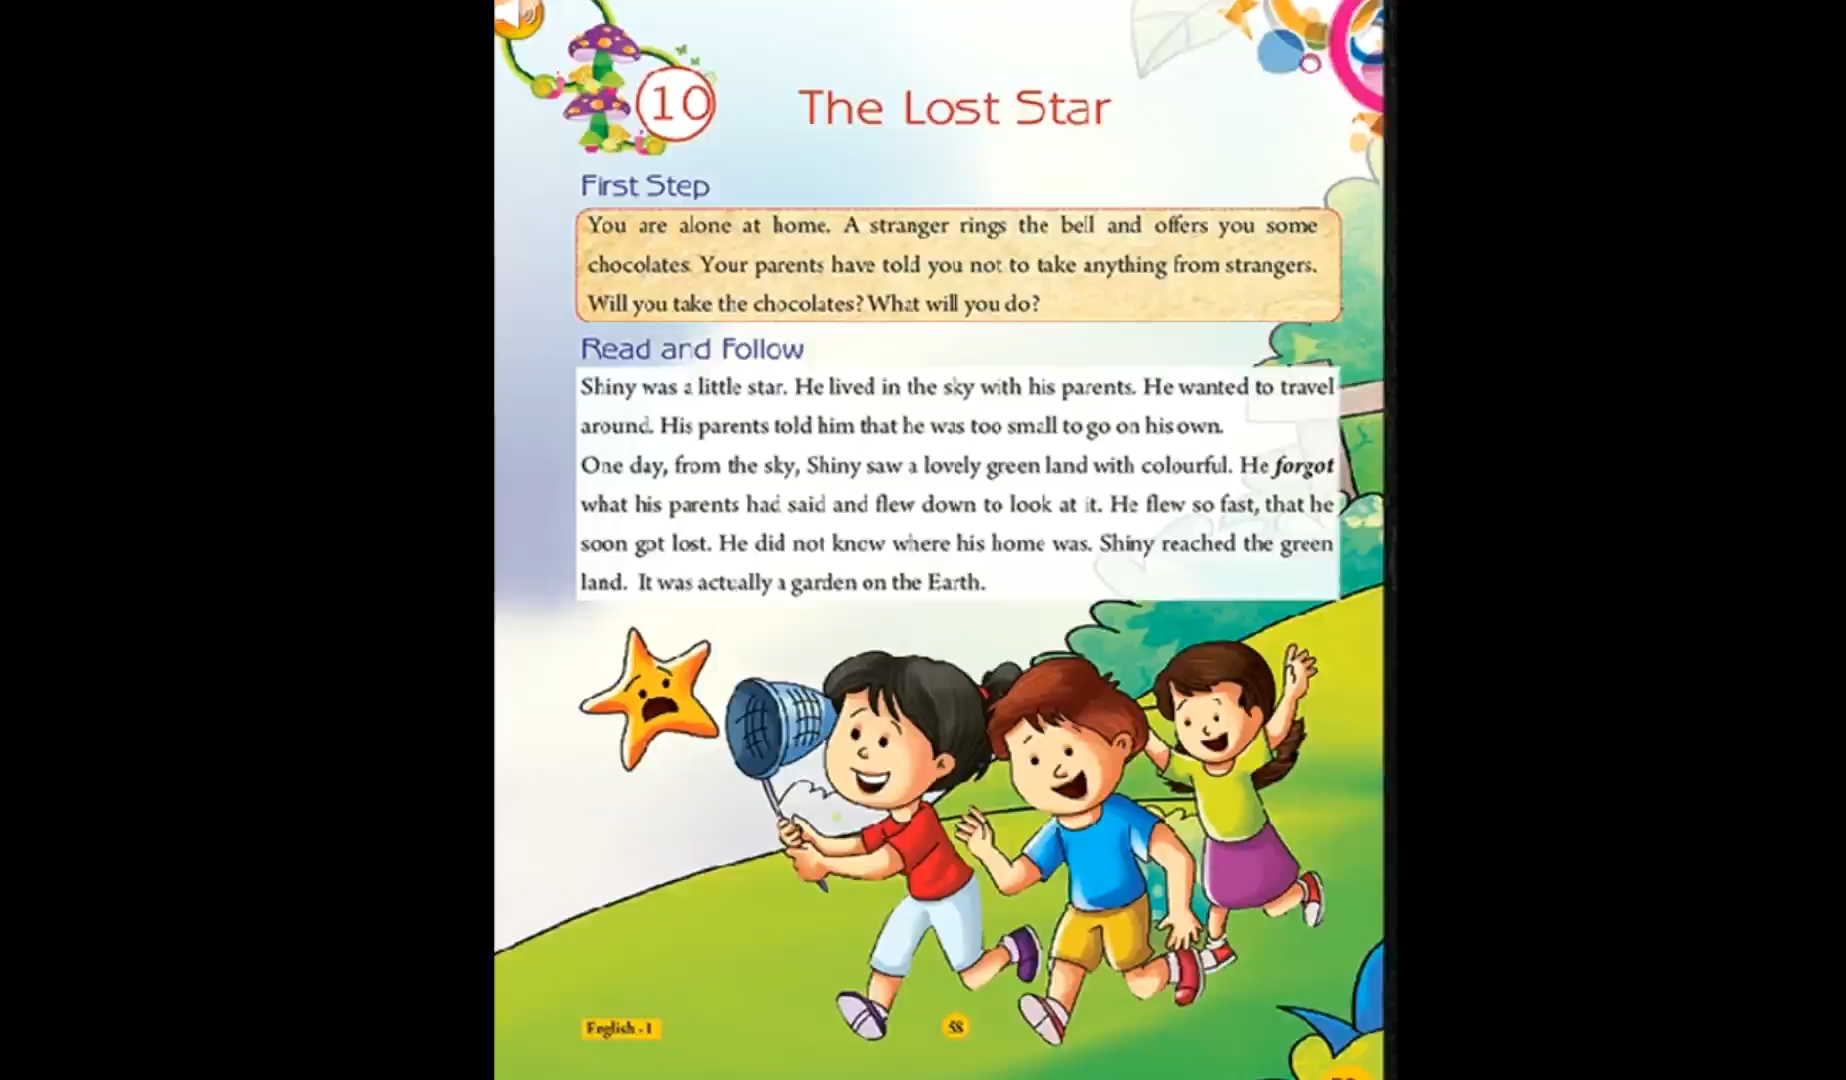 10
The Lost Star
First Step
You are alone at home. A stranger rings the bell and offers you some
chocolates. Your parents have told you not to take anything from strangers.
Will you take the chocolates? What will you do?
Read and Follow
Shiny was a little star. He lived in the sky with his parents. He wanted to travel
around. His parents told him that he was too small to go on his own.
One day, from the sky, Shiny saw a lovely green land with colourful. He forgot
what his parents had said and flew down to look at it. He flew so fast, that he
soon got lost. He did not know where his home was. Shiny reached the green
land. It was actually a garden on the Earth.
English - 1
58